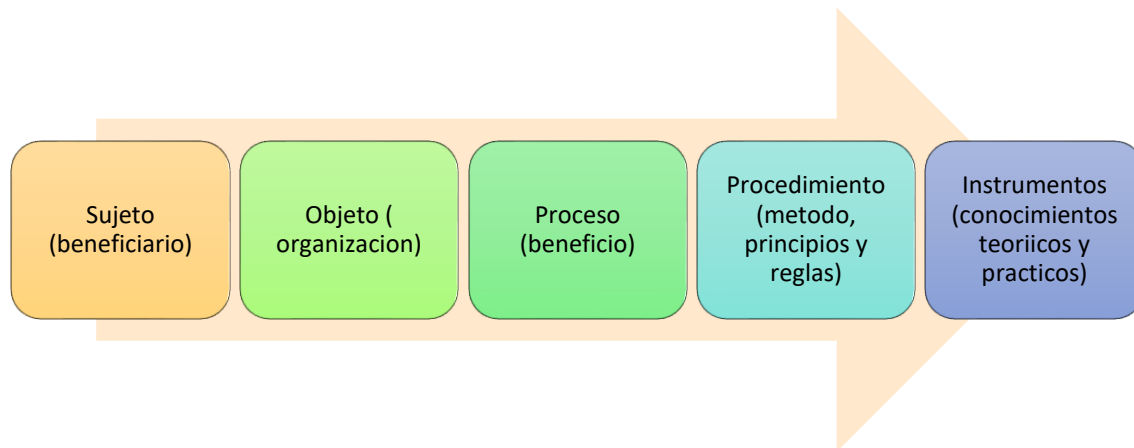 Sujeto
(beneficiario)
Objeto (
organizacion)
Proceso
(beneficio)
Procedimiento
(metodo,
principios y
reglas)
Instrumentos
(conocimientos
teoriicos y
practicos)